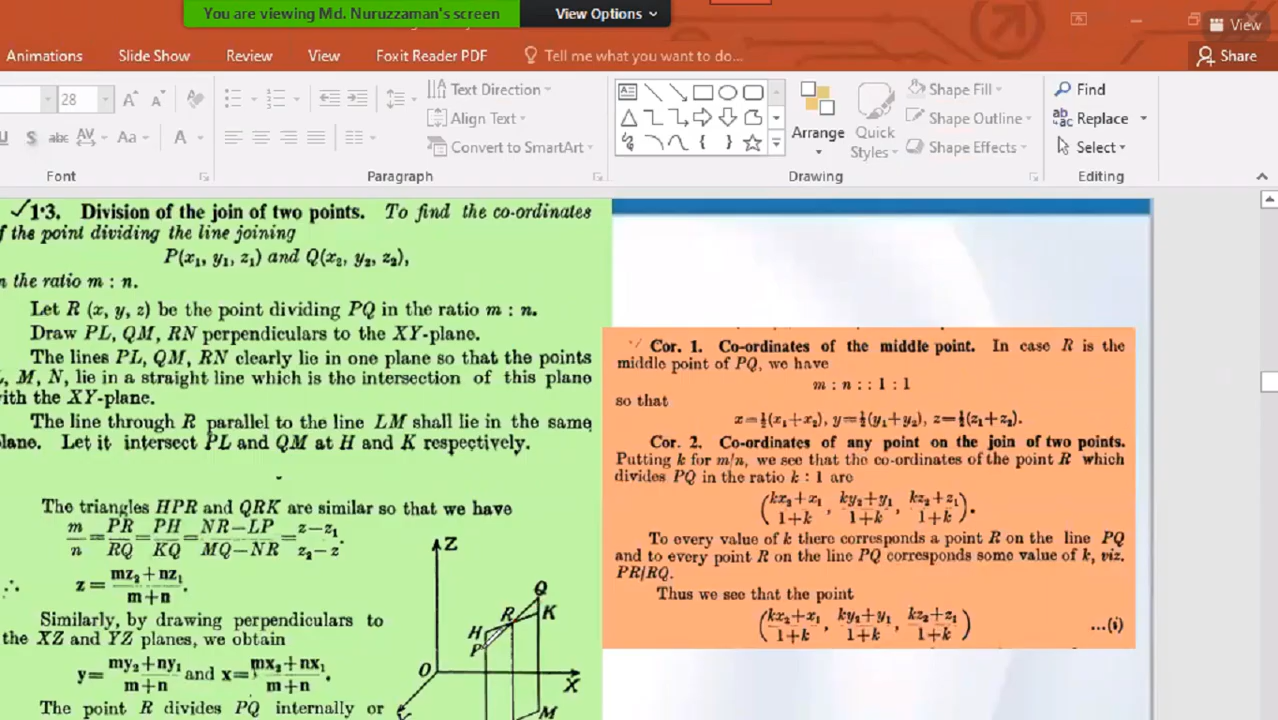 You are viewing Md. Nuruzzaman's screen
View Options
View
Animations
Slide Show
Review
View
Foxit Reader PDF
Tell me what you want to do...
Share
28
A
A
Text Direction
Shape Fill
Find
U
S
abc
AV
Aa
A
Align Text
Arrange
Quick
Styles
Shape Outline
Replace
Convert to SmartArt
Shape Effects
Select
Font
Paragraph
Drawing
Editing
✓1·3. Division of the join of two points. To find the co-ordinates
f the point dividing the line joining
P(x₁, y₁, z₁) and Q(x₂, y₂, z₂),
n the ratio m : n.
Let R (x, y, z) be the point dividing PQ in the ratio m : n.
Draw PL, QM, RN perpendiculars to the XY-plane.
The lines PL, QM, RN clearly lie in one plane so that the points
, M, N, lie in a straight line which is the intersection of this plane
ith the XY-plane.
The line through R parallel to the line LM shall lie in the same
lane. Let it intersect PL and QM at H and K respectively.
The triangles HPR and QRK are similar so that we have
m/n = PR/RQ = PH/KQ = (NR−LP)/(MQ−NR) = (z−z₁)/(z₂−z).
∴ z = (mz₂+nz₁)/(m+n).
Similarly, by drawing perpendiculars to
the XZ and YZ planes, we obtain
y = (my₂+ny₁)/(m+n) and x = (mx₂+nx₁)/(m+n).
The point R divides PQ internally or
Z
Q
R
K
H
P
O
X
M
Cor. 1. Co-ordinates of the middle point. In case R is the
middle point of PQ, we have
m : n : : 1 : 1
so that
x=½(x₁+x₂), y=½(y₁+y₂), z=½(z₁+z₂).
Cor. 2. Co-ordinates of any point on the join of two points.
Putting k for m/n, we see that the co-ordinates of the point R which
divides PQ in the ratio k : 1 are
((kx₂+x₁)/(1+k), (ky₂+y₁)/(1+k), (kz₂+z₁)/(1+k)).
To every value of k there corresponds a point R on the line PQ
and to every point R on the line PQ corresponds some value of k, viz.
PR/RQ.
Thus we see that the point
((kx₂+x₁)/(1+k), (ky₂+y₁)/(1+k), (kz₂+z₁)/(1+k)) ...(i)